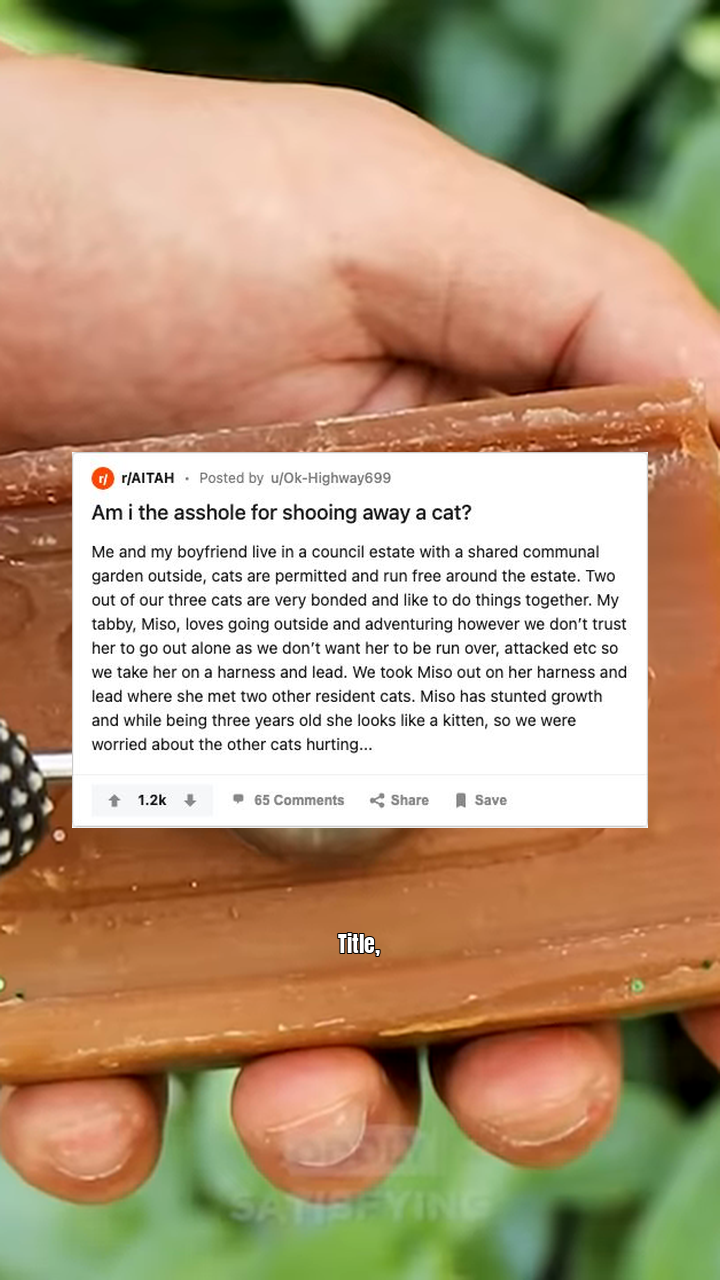 r/ r/AITAH · Posted by u/Ok-Highway699
Am i the asshole for shooing away a cat?
Me and my boyfriend live in a council estate with a shared communal
garden outside, cats are permitted and run free around the estate. Two
out of our three cats are very bonded and like to do things together. My
tabby, Miso, loves going outside and adventuring however we don’t trust
her to go out alone as we don’t want her to be run over, attacked etc so
we take her on a harness and lead. We took Miso out on her harness and
lead where she met two other resident cats. Miso has stunted growth
and while being three years old she looks like a kitten, so we were
worried about the other cats hurting...
1.2k 65 Comments Share Save
Title,
SATISFYING